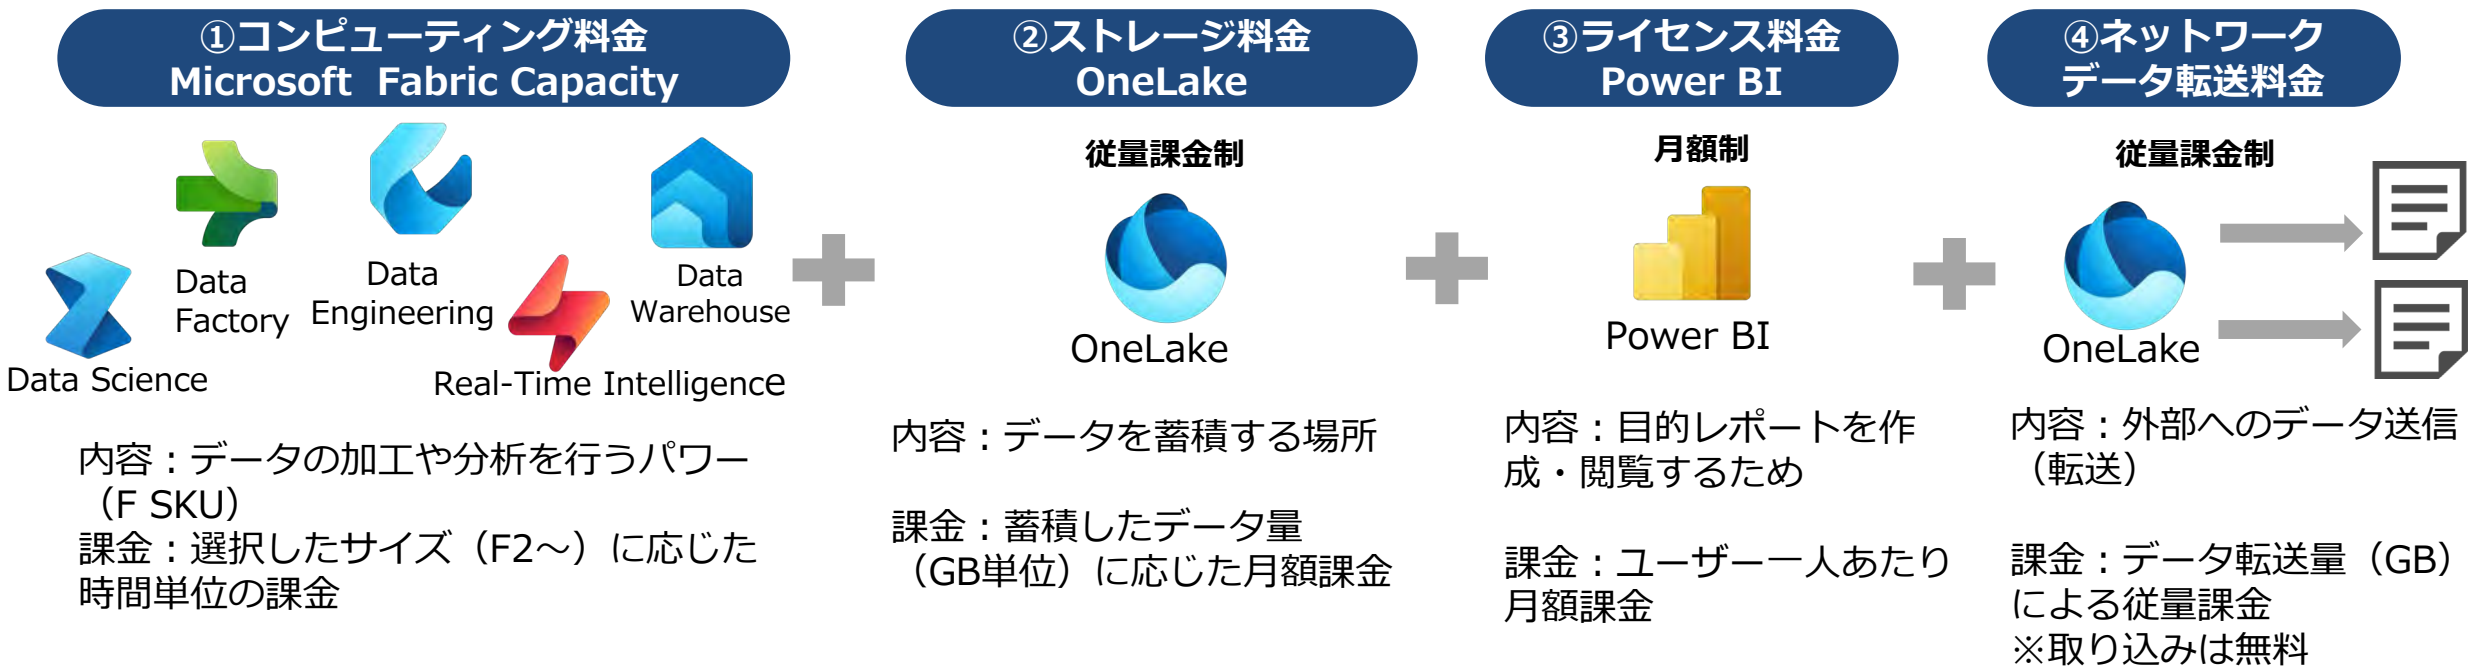 ①コンピューティング料金
Microsoft Fabric Capacity
Data Factory
Data Engineering
Data Warehouse
Data Science
Real-Time Intelligence
内容：データの加工や分析を行うパワー
（F SKU）
課金：選択したサイズ（F2～）に応じた
時間単位の課金
②ストレージ料金
OneLake
従量課金制
OneLake
内容：データを蓄積する場所
課金：蓄積したデータ量
（GB単位）に応じた月額課金
③ライセンス料金
Power BI
月額制
Power BI
内容：目的レポートを作
成・閲覧するため
課金：ユーザー一人あたり
月額課金
④ネットワーク
データ転送料金
従量課金制
OneLake
内容：外部へのデータ送信
（転送）
課金：データ転送量（GB）
による従量課金
※取り込みは無料